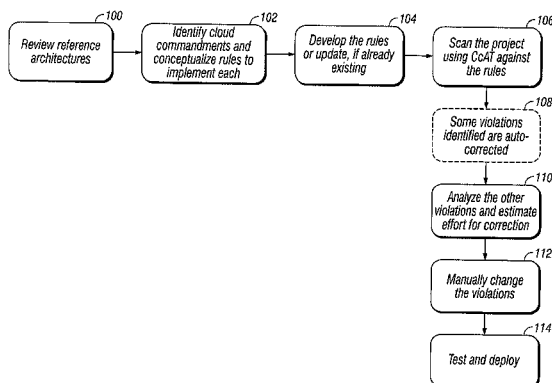 100
Review reference
architectures
102
Identify cloud
commandments and
conceptualize rules to
implement each
104
Develop the rules
or update, if already
existing
106
Scan the project
using CcAT against
the rules
108
Some violations
identified are auto-
corrected
110
Analyze the other
violations and estimate
effort for correction
112
Manually change
the violations
114
Test and deploy